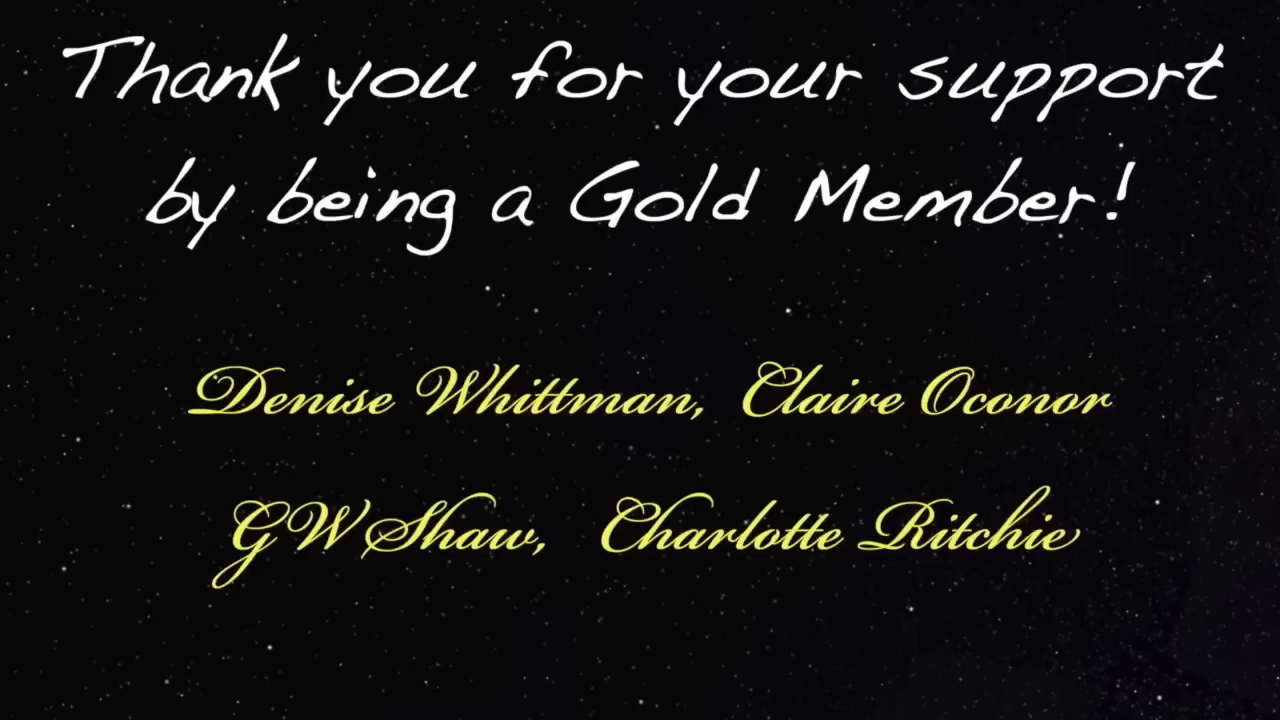 Thank you for your support
by being a Gold Member!
Denise Whittman, Claire Oconor
GW Shaw, Charlotte Ritchie